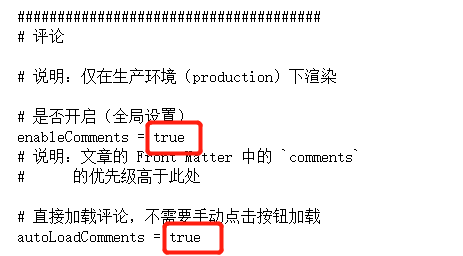 ######################################
# 评论
# 说明：仅在生产环境（production）下渲染
# 是否开启（全局设置）
enableComments = true
# 说明：文章的 Front Matter 中的 `comments`
#      的优先级高于此处
# 直接加载评论，不需要手动点击按钮加载
autoLoadComments = true